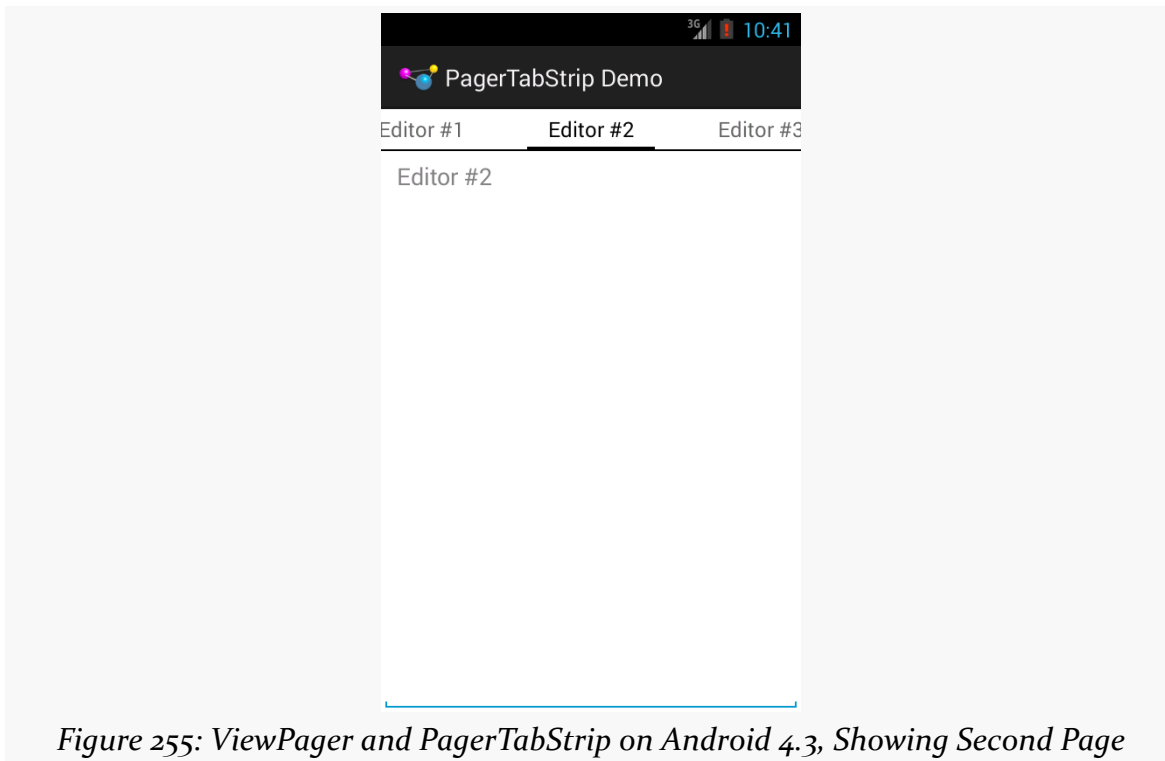 3G 10:41
PagerTabStrip Demo
Editor #1 Editor #2 Editor #3
Editor #2
Figure 255: ViewPager and PagerTabStrip on Android 4.3, Showing Second Page